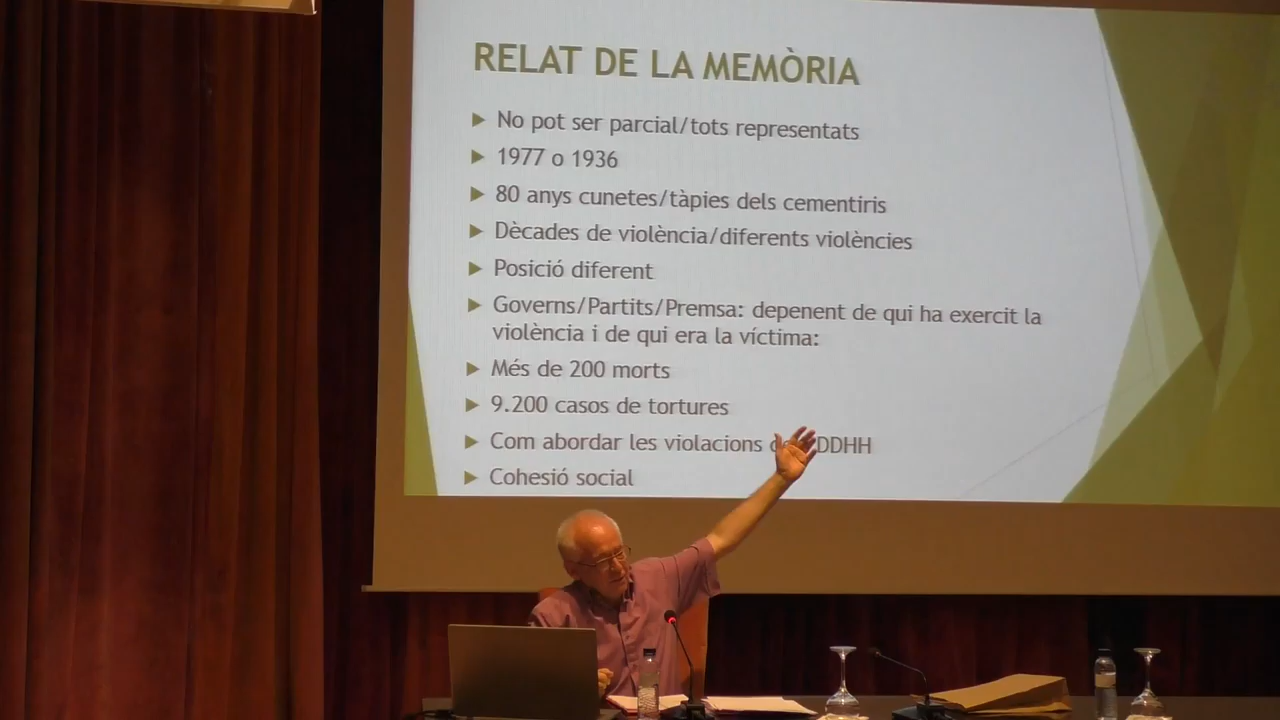 RELAT DE LA MEMÒRIA
No pot ser parcial/tots representats
1977 o 1936
80 anys cunetes/tàpies dels cementiris
Dècades de violència/diferents violències
Posició diferent
Governs/Partits/Premsa: depenent de qui ha exercit la
violència i de qui era la víctima:
Més de 200 morts
9.200 casos de tortures
Com abordar les violacions DDHH
Cohesió social